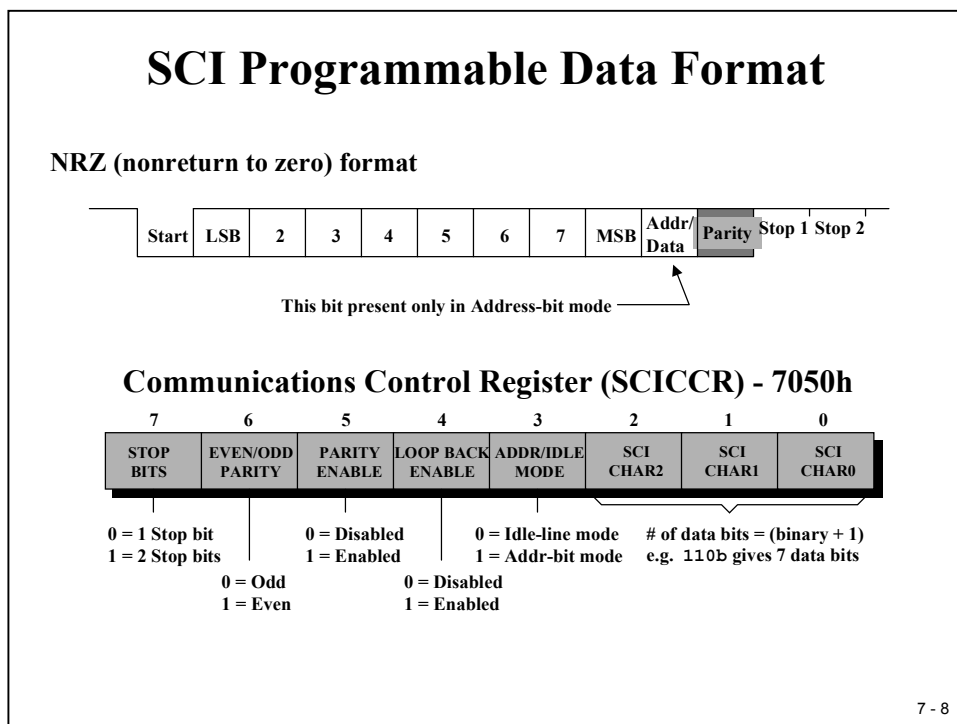 SCI Programmable Data Format
NRZ (nonreturn to zero) format
Start LSB 2 3 4 5 6 7 MSB Addr/ Data Parity Stop 1 Stop 2
This bit present only in Address-bit mode
Communications Control Register (SCICCR) - 7050h
7 6 5 4 3 2 1 0
STOP BITS EVEN/ODD PARITY PARITY ENABLE LOOP BACK ENABLE ADDR/IDLE MODE SCI CHAR2 SCI CHAR1 SCI CHAR0
0 = 1 Stop bit
1 = 2 Stop bits
0 = Odd
1 = Even
0 = Disabled
1 = Enabled
0 = Disabled
1 = Enabled
0 = Idle-line mode
1 = Addr-bit mode
# of data bits = (binary + 1)
e.g. 110b gives 7 data bits
7 - 8